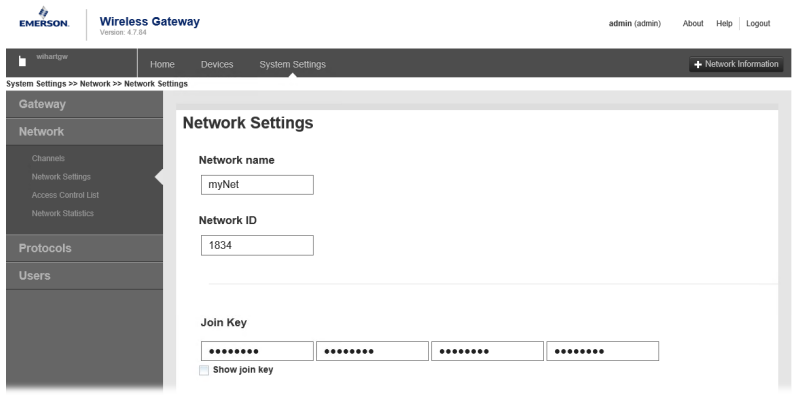 EMERSON.
Wireless Gateway
Version: 4.7.84
admin (admin) About Help Logout
wihartgw
Home Devices System Settings
+ Network Information
System Settings >> Network >> Network Settings
Gateway
Network
Channels
Network Settings
Access Control List
Network Statistics
Protocols
Users
Network Settings
Network name
myNet
Network ID
1834
Join Key
●●●●●●●● ●●●●●●●● ●●●●●●●● ●●●●●●●●
Show join key